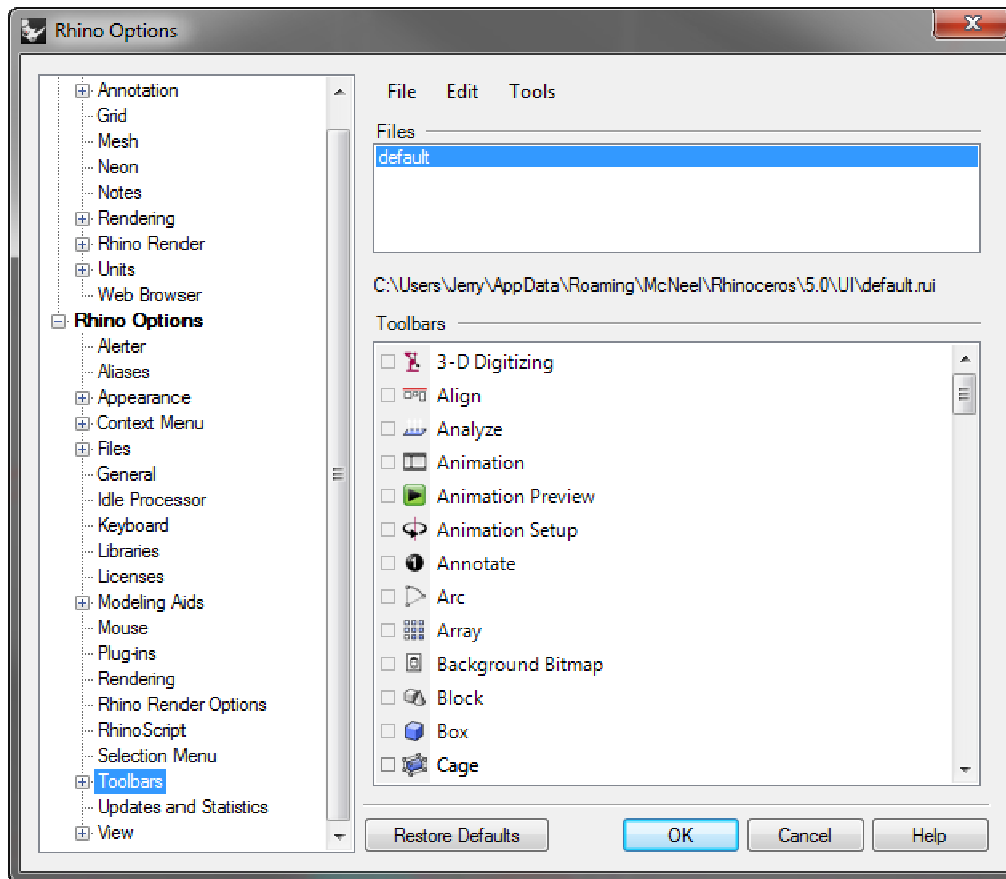 Rhino Options
Annotation
Grid
Mesh
Neon
Notes
Rendering
Rhino Render
Units
Web Browser
Rhino Options
Alerter
Aliases
Appearance
Context Menu
Files
General
Idle Processor
Keyboard
Libraries
Licenses
Modeling Aids
Mouse
Plug-ins
Rendering
Rhino Render Options
RhinoScript
Selection Menu
Toolbars
Updates and Statistics
View
File Edit Tools
Files
default
C:\Users\Jerry\AppData\Roaming\McNeel\Rhinoceros\5.0\UI\default.rui
Toolbars
3-D Digitizing
Align
Analyze
Animation
Animation Preview
Animation Setup
Annotate
Arc
Array
Background Bitmap
Block
Box
Cage
Restore Defaults OK Cancel Help